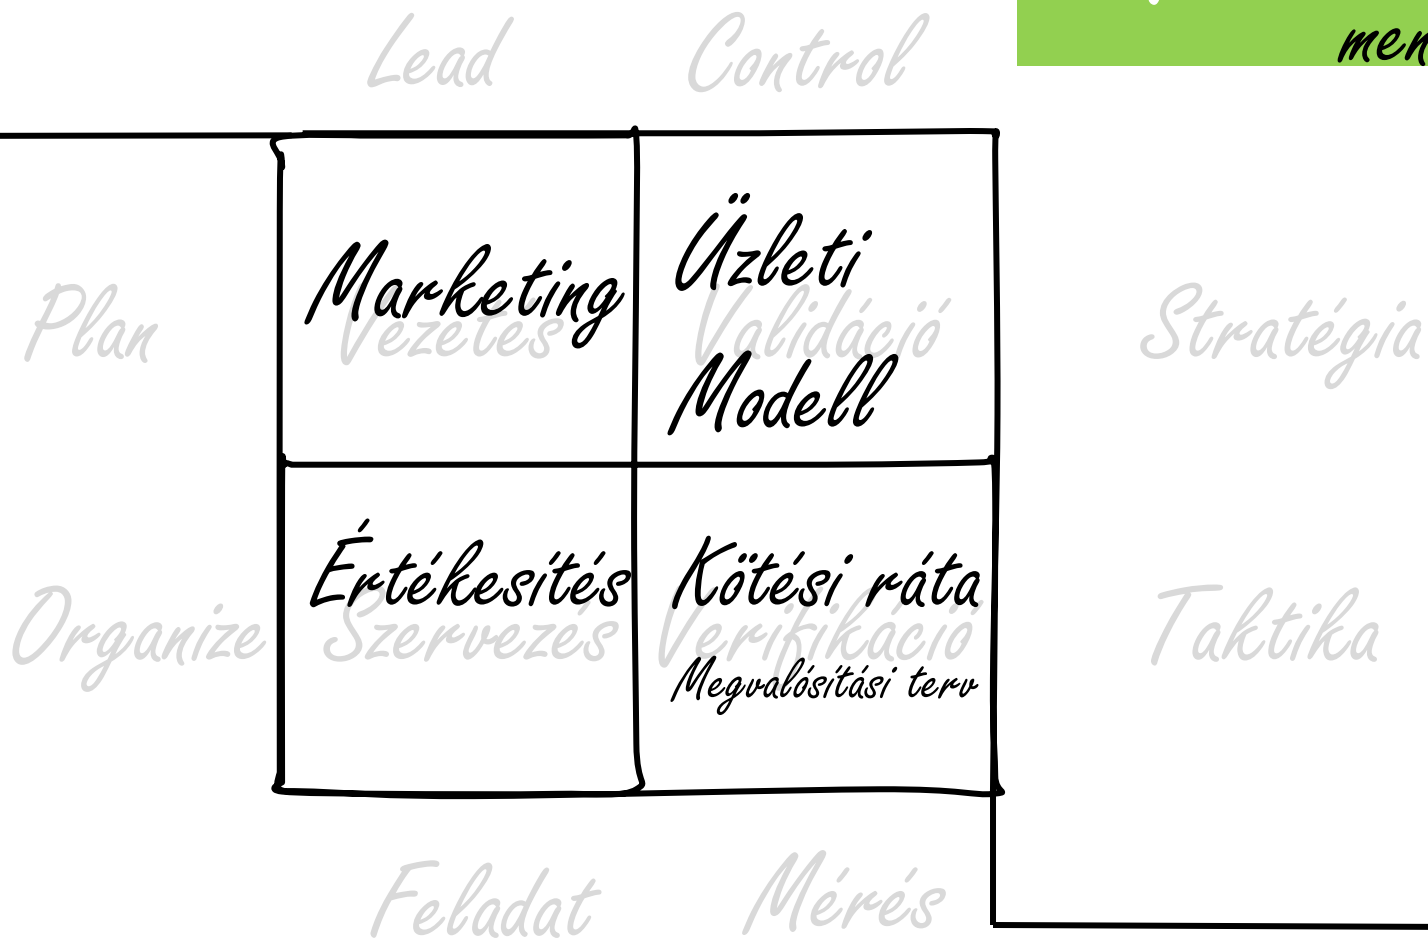 Lead Control
men
Marketing
Üzleti
Plan Vezetés Validáció Stratégia
Modell
Értékesítés Kötési ráta
Organize Szervezés Verifikáció Taktika
Megvalósítási terv
Feladat Mérés